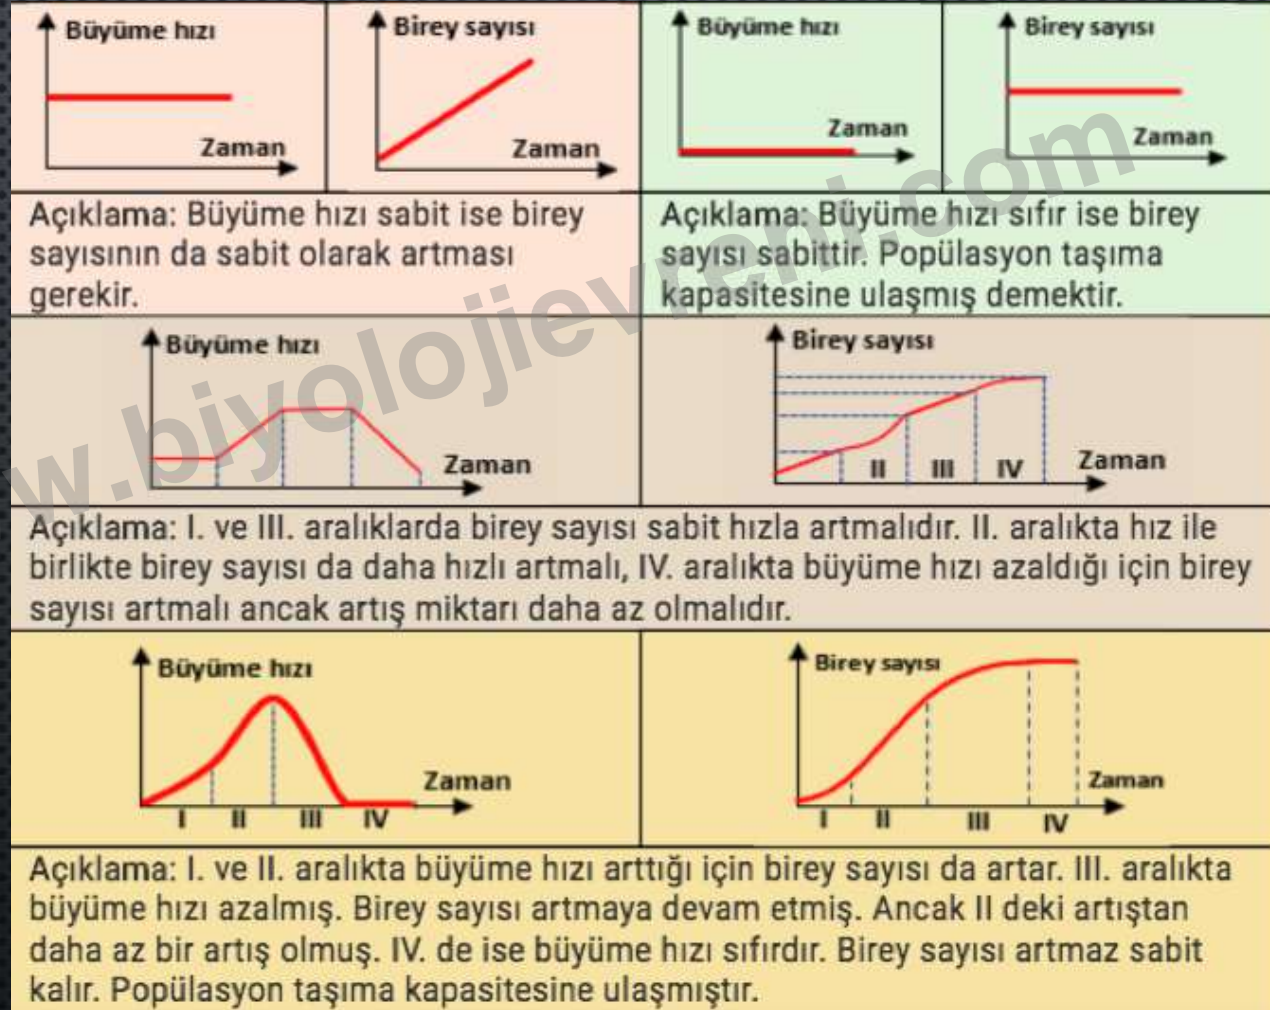 Büyüme hızı
Zaman
Birey sayısı
Zaman
Büyüme hızı
Zaman
Birey sayısı
Zaman
Açıklama: Büyüme hızı sabit ise birey
sayısının da sabit olarak artması
gerekir.
Açıklama: Büyüme hızı sıfır ise birey
sayısı sabittir. Popülasyon taşıma
kapasitesine ulaşmış demektir.
w.biyolojievreni.com
Büyüme hızı
Zaman
Birey sayısı
II III IV
Zaman
Açıklama: I. ve III. aralıklarda birey sayısı sabit hızla artmalıdır. II. aralıkta hız ile
birlikte birey sayısı da daha hızlı artmalı, IV. aralıkta büyüme hızı azaldığı için birey
sayısı artmalı ancak artış miktarı daha az olmalıdır.
Büyüme hızı
Zaman
I II III IV
Birey sayısı
Zaman
I II III IV
Açıklama: I. ve II. aralıkta büyüme hızı arttığı için birey sayısı da artar. III. aralıkta
büyüme hızı azalmış. Birey sayısı artmaya devam etmiş. Ancak II deki artıştan
daha az bir artış olmuş. IV. de ise büyüme hızı sıfırdır. Birey sayısı artmaz sabit
kalır. Popülasyon taşıma kapasitesine ulaşmıştır.